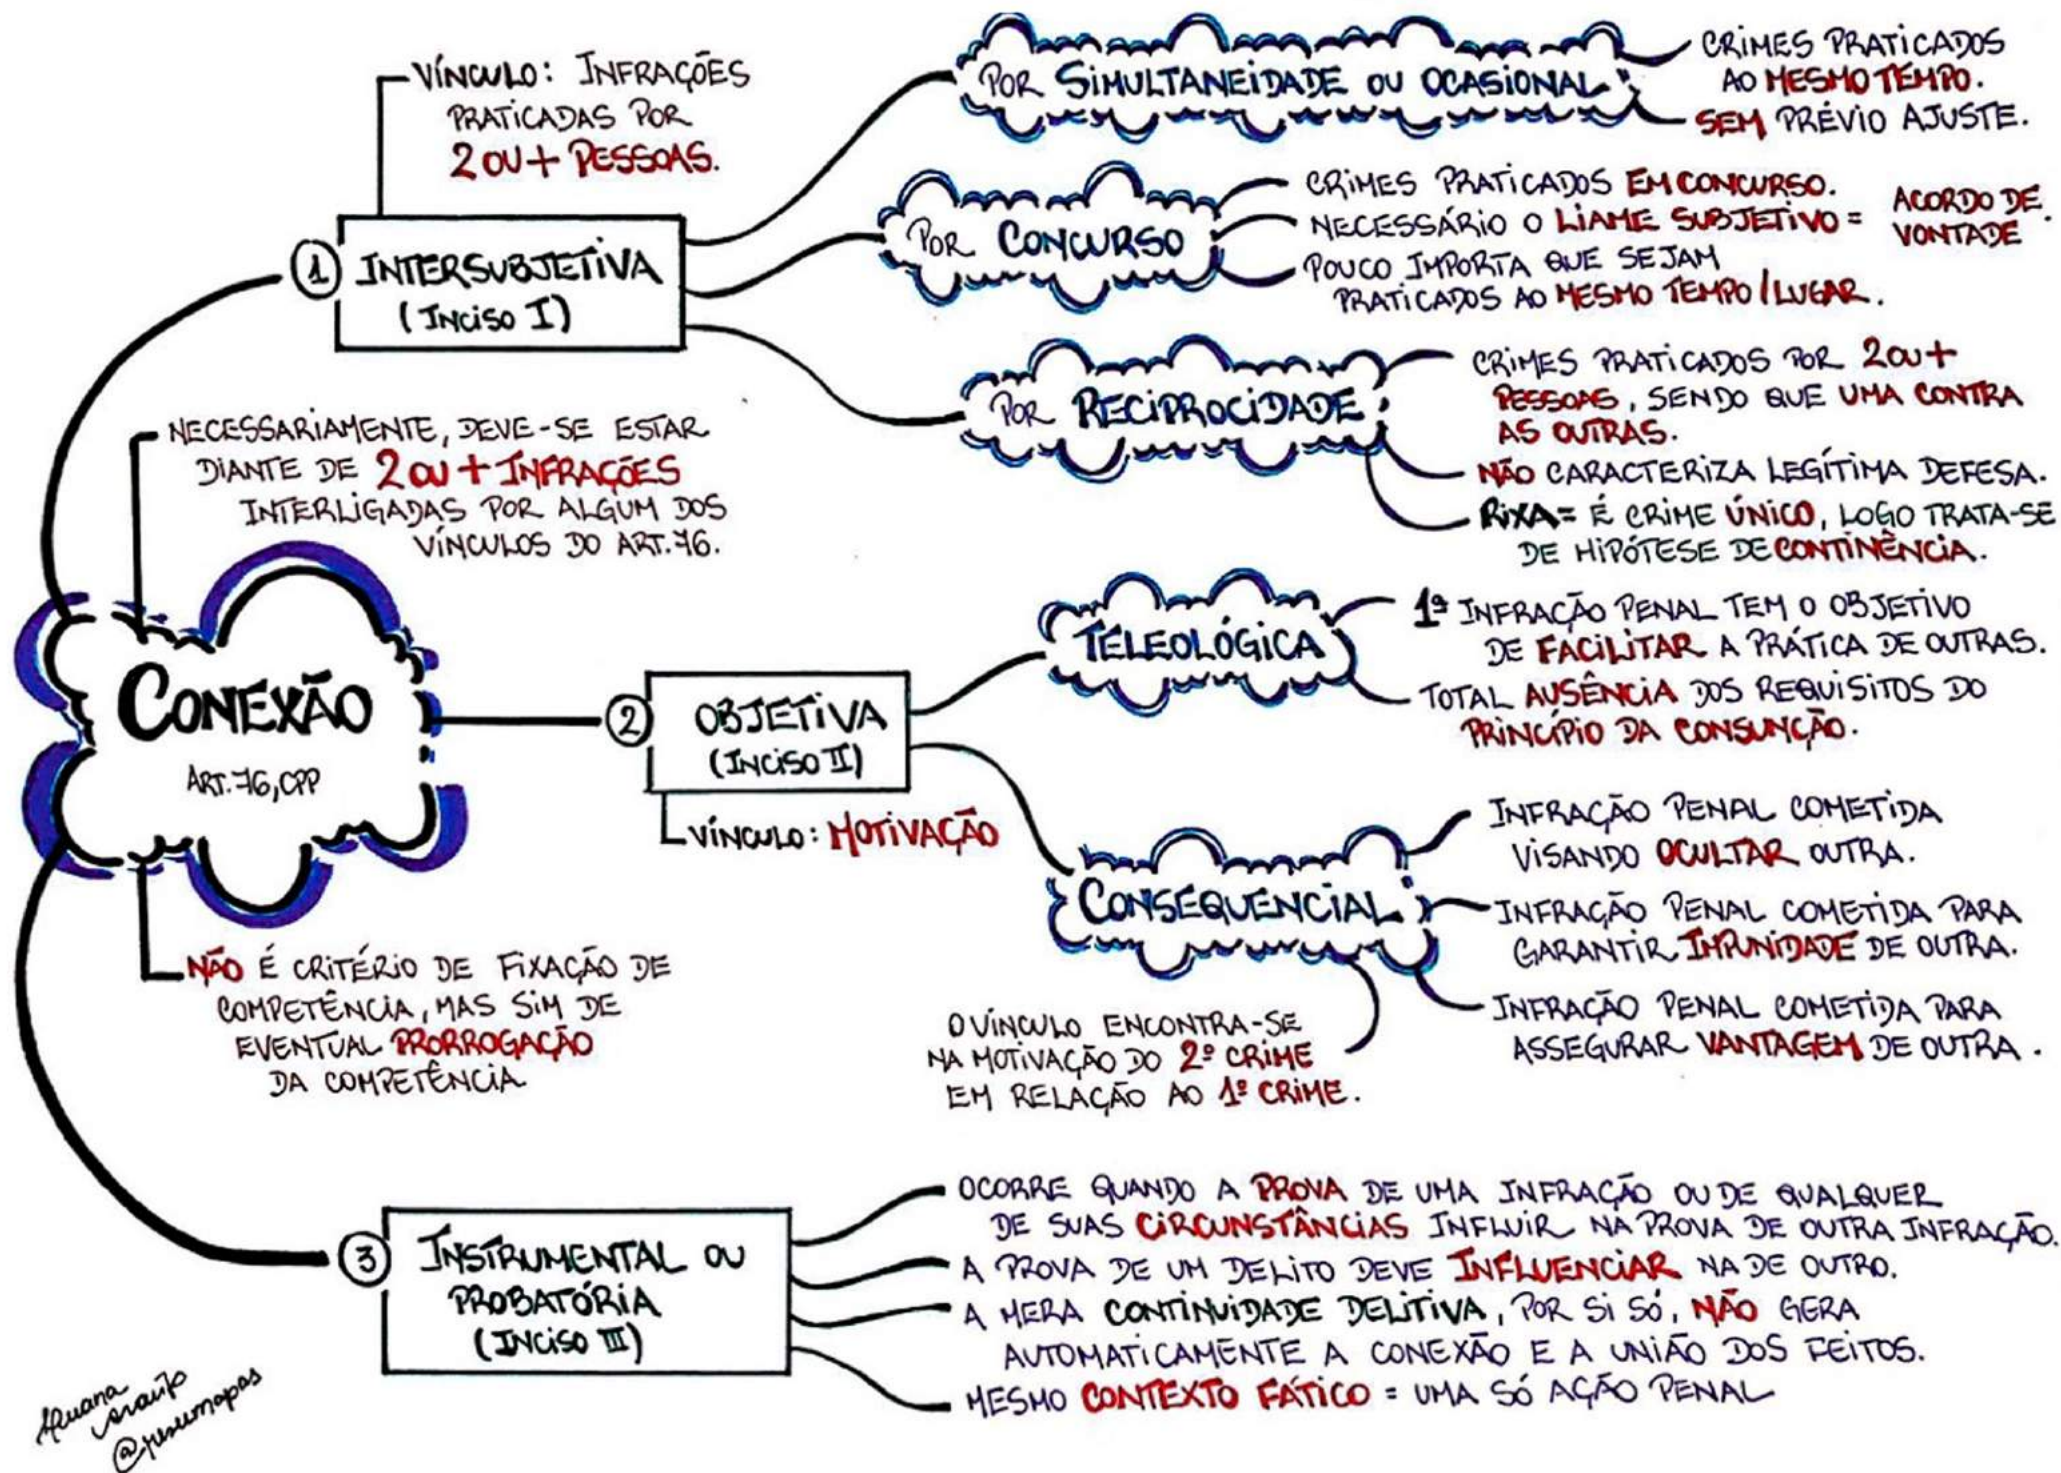 VÍNCULO: INFRAÇÕES
PRATICADAS POR
2 OU + PESSOAS.
① INTERSUBJETIVA
(INCISO I)
POR SIMULTANEIDADE OU OCASIONAL
CRIMES PRATICADOS
AO MESMO TEMPO.
SEM PRÉVIO AJUSTE.
POR CONCURSO
CRIMES PRATICADOS EM CONCURSO.
NECESSÁRIO O LIAME SUBJETIVO = ACORDO DE
VONTADE.
POUCO IMPORTA QUE SEJAM
PRATICADOS AO MESMO TEMPO/LUGAR.
POR RECIPROCIDADE
CRIMES PRATICADOS POR 2 OU +
PESSOAS, SENDO QUE UMA CONTRA
AS OUTRAS.
NÃO CARACTERIZA LEGÍTIMA DEFESA.
RIXA = É CRIME ÚNICO, LOGO TRATA-SE
DE HIPÓTESE DE CONTINÊNCIA.
NECESSARIAMENTE, DEVE-SE ESTAR
DIANTE DE 2 OU + INFRAÇÕES
INTERLIGADAS POR ALGUM DOS
VÍNCULOS DO ART. 76.
CONEXÃO
ART. 76, CPP
NÃO É CRITÉRIO DE FIXAÇÃO DE
COMPETÊNCIA, MAS SIM DE
EVENTUAL PRORROGAÇÃO
DA COMPETÊNCIA
② OBJETIVA
(INCISO II)
VÍNCULO: MOTIVAÇÃO
TELEOLÓGICA
1ª INFRAÇÃO PENAL TEM O OBJETIVO
DE FACILITAR A PRÁTICA DE OUTRAS.
TOTAL AUSÊNCIA DOS REQUISITOS DO
PRINCÍPIO DA CONSUNÇÃO.
CONSEQUENCIAL
INFRAÇÃO PENAL COMETIDA
VISANDO OCULTAR OUTRA.
INFRAÇÃO PENAL COMETIDA PARA
GARANTIR IMPUNIDADE DE OUTRA.
INFRAÇÃO PENAL COMETIDA PARA
ASSEGURAR VANTAGEM DE OUTRA.
O VÍNCULO ENCONTRA-SE
NA MOTIVAÇÃO DO 2º CRIME
EM RELAÇÃO AO 1º CRIME.
③ INSTRUMENTAL OU
PROBATÓRIA
(INCISO III)
OCORRE QUANDO A PROVA DE UMA INFRAÇÃO OU DE QUALQUER
DE SUAS CIRCUNSTÂNCIAS INFLUIR NA PROVA DE OUTRA INFRAÇÃO.
A PROVA DE UM DELITO DEVE INFLUENCIAR NA DE OUTRO.
A MERA CONTINUIDADE DELITIVA, POR SI SÓ, NÃO GERA
AUTOMATICAMENTE A CONEXÃO E A UNIÃO DOS FEITOS.
MESMO CONTEXTO FÁTICO = UMA SÓ AÇÃO PENAL
Araújo
@resumapas